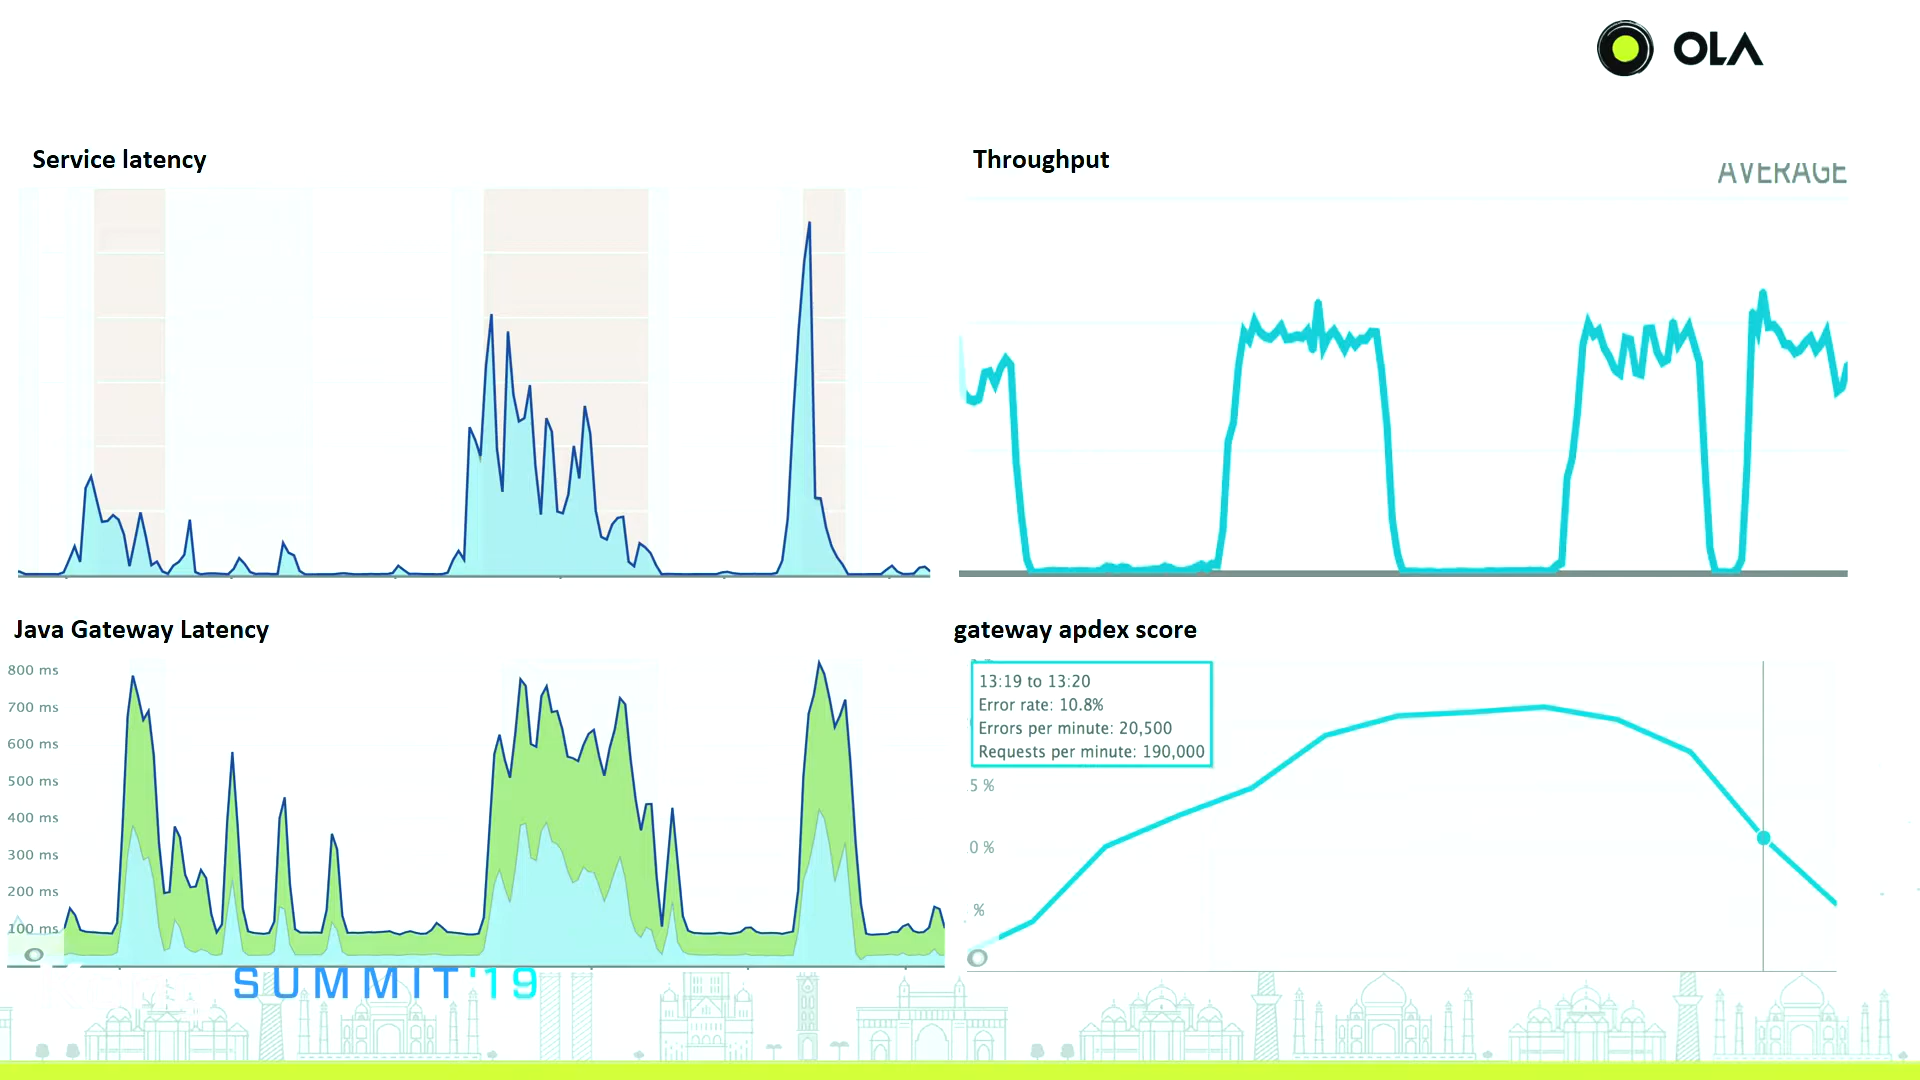 OLA
Service latency
Throughput
AVERAGE
Java Gateway Latency
800 ms
700 ms
600 ms
500 ms
400 ms
300 ms
200 ms
100 ms
gateway apdex score
13:19 to 13:20
Error rate: 10.8%
Errors per minute: 20,500
Requests per minute: 190,000
5 %
0 %
%
SUMMIT'19